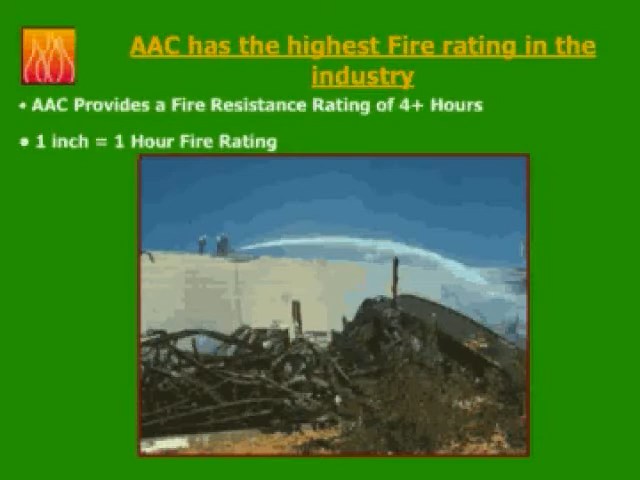 AAC has the highest Fire rating in the
industry
• AAC Provides a Fire Resistance Rating of 4+ Hours
• 1 inch = 1 Hour Fire Rating